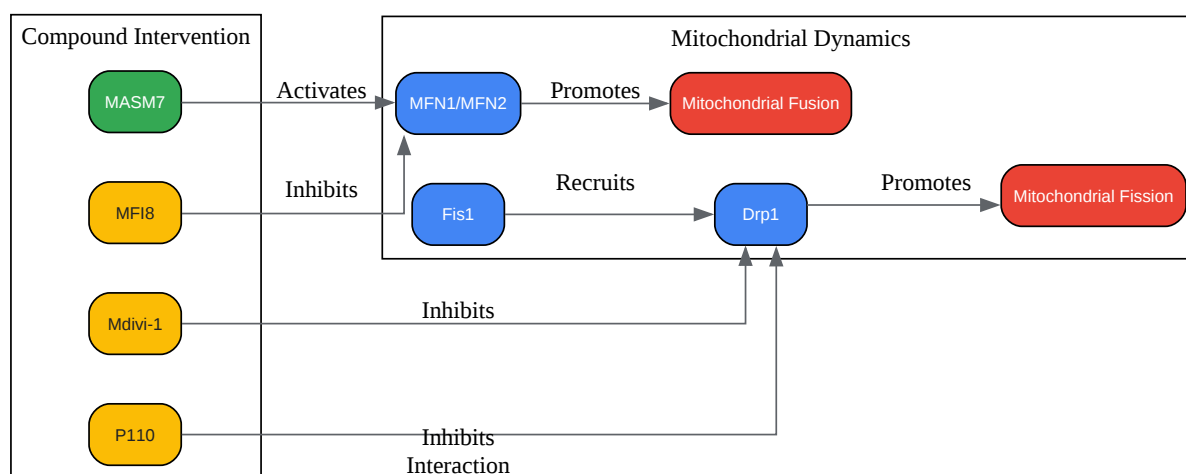 Compound Intervention
Mitochondrial Dynamics
MASM7
Activates
MFN1/MFN2
Promotes
Mitochondrial Fusion
MFI8
Inhibits
Fis1
Recruits
Drp1
Promotes
Mitochondrial Fission
Mdivi-1
Inhibits
P110
Inhibits
Interaction